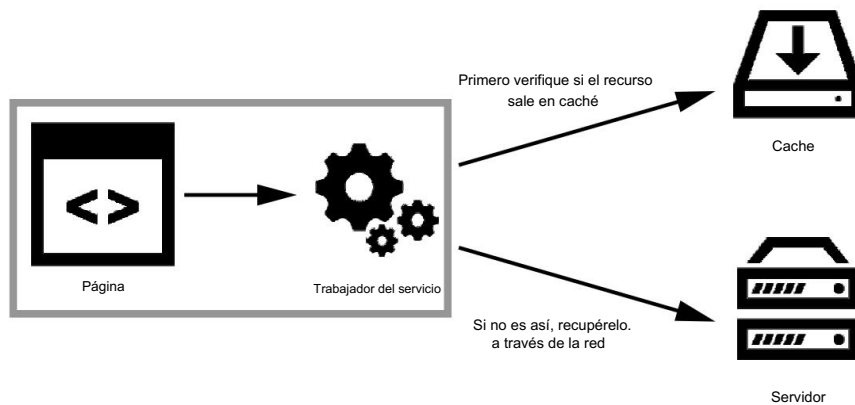 Primero verifique si el recurso
sale en caché
Cache
Página
Trabajador del servicio
Si no es así, recupérelo.
a través de la red
Servidor